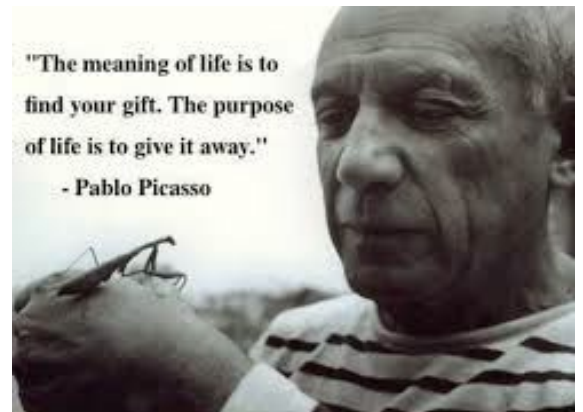 "The meaning of life is to
find your gift. The purpose
of life is to give it away."
- Pablo Picasso